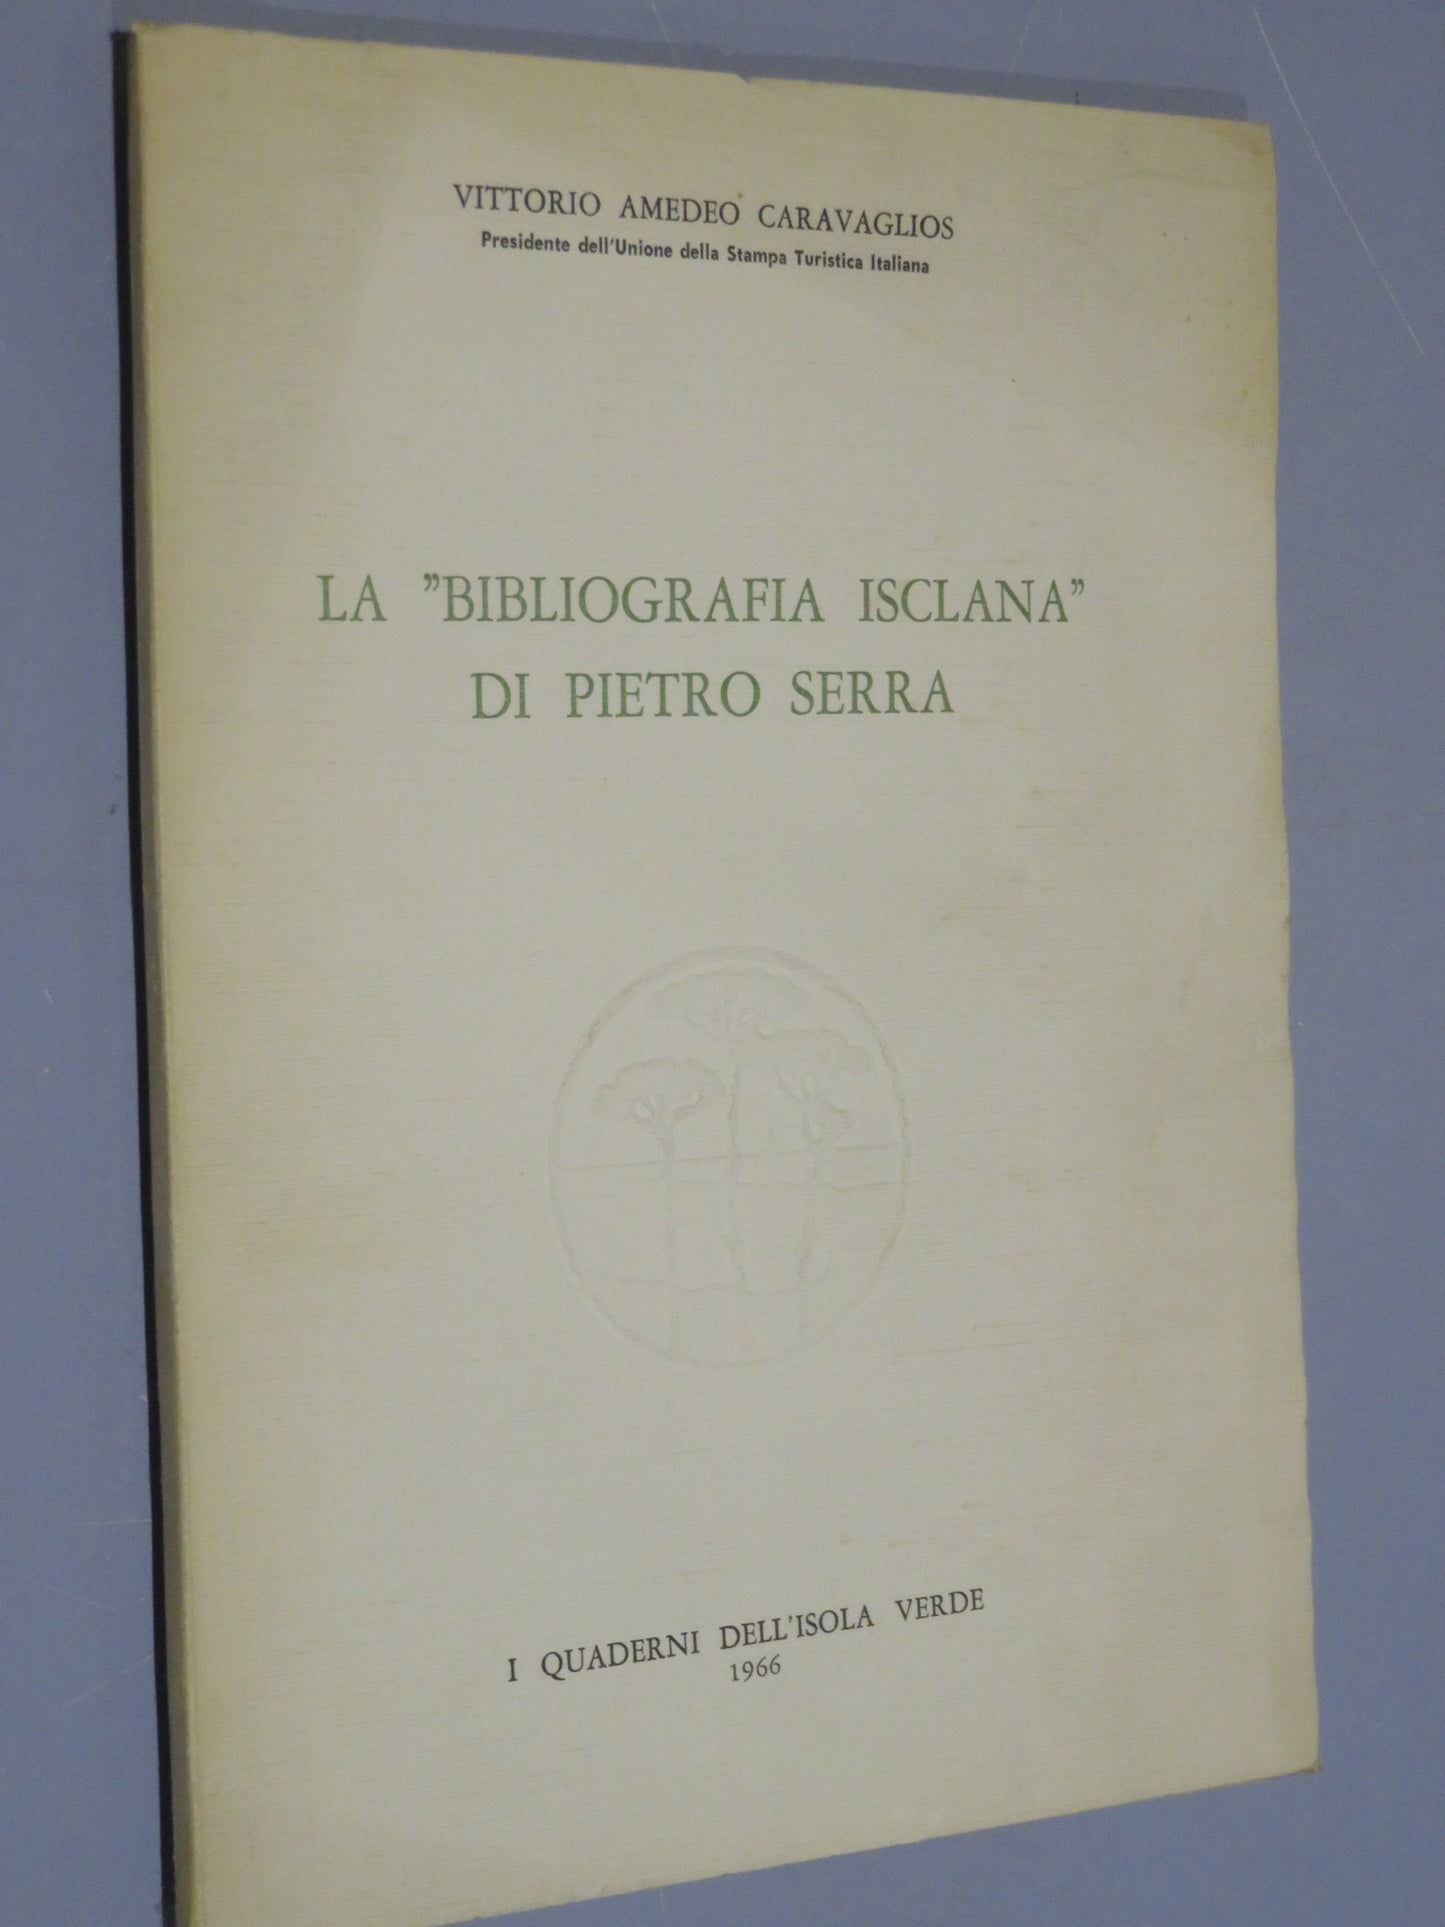 VITTORIO AMEDEO CARAVAGLIOS
Presidente dell'Unione della Stampa Turistica Italiana
LA "BIBLIOGRAFIA ISCLANA"
DI PIETRO SERRA
I QUADERNI DELL'ISOLA VERDE
1966